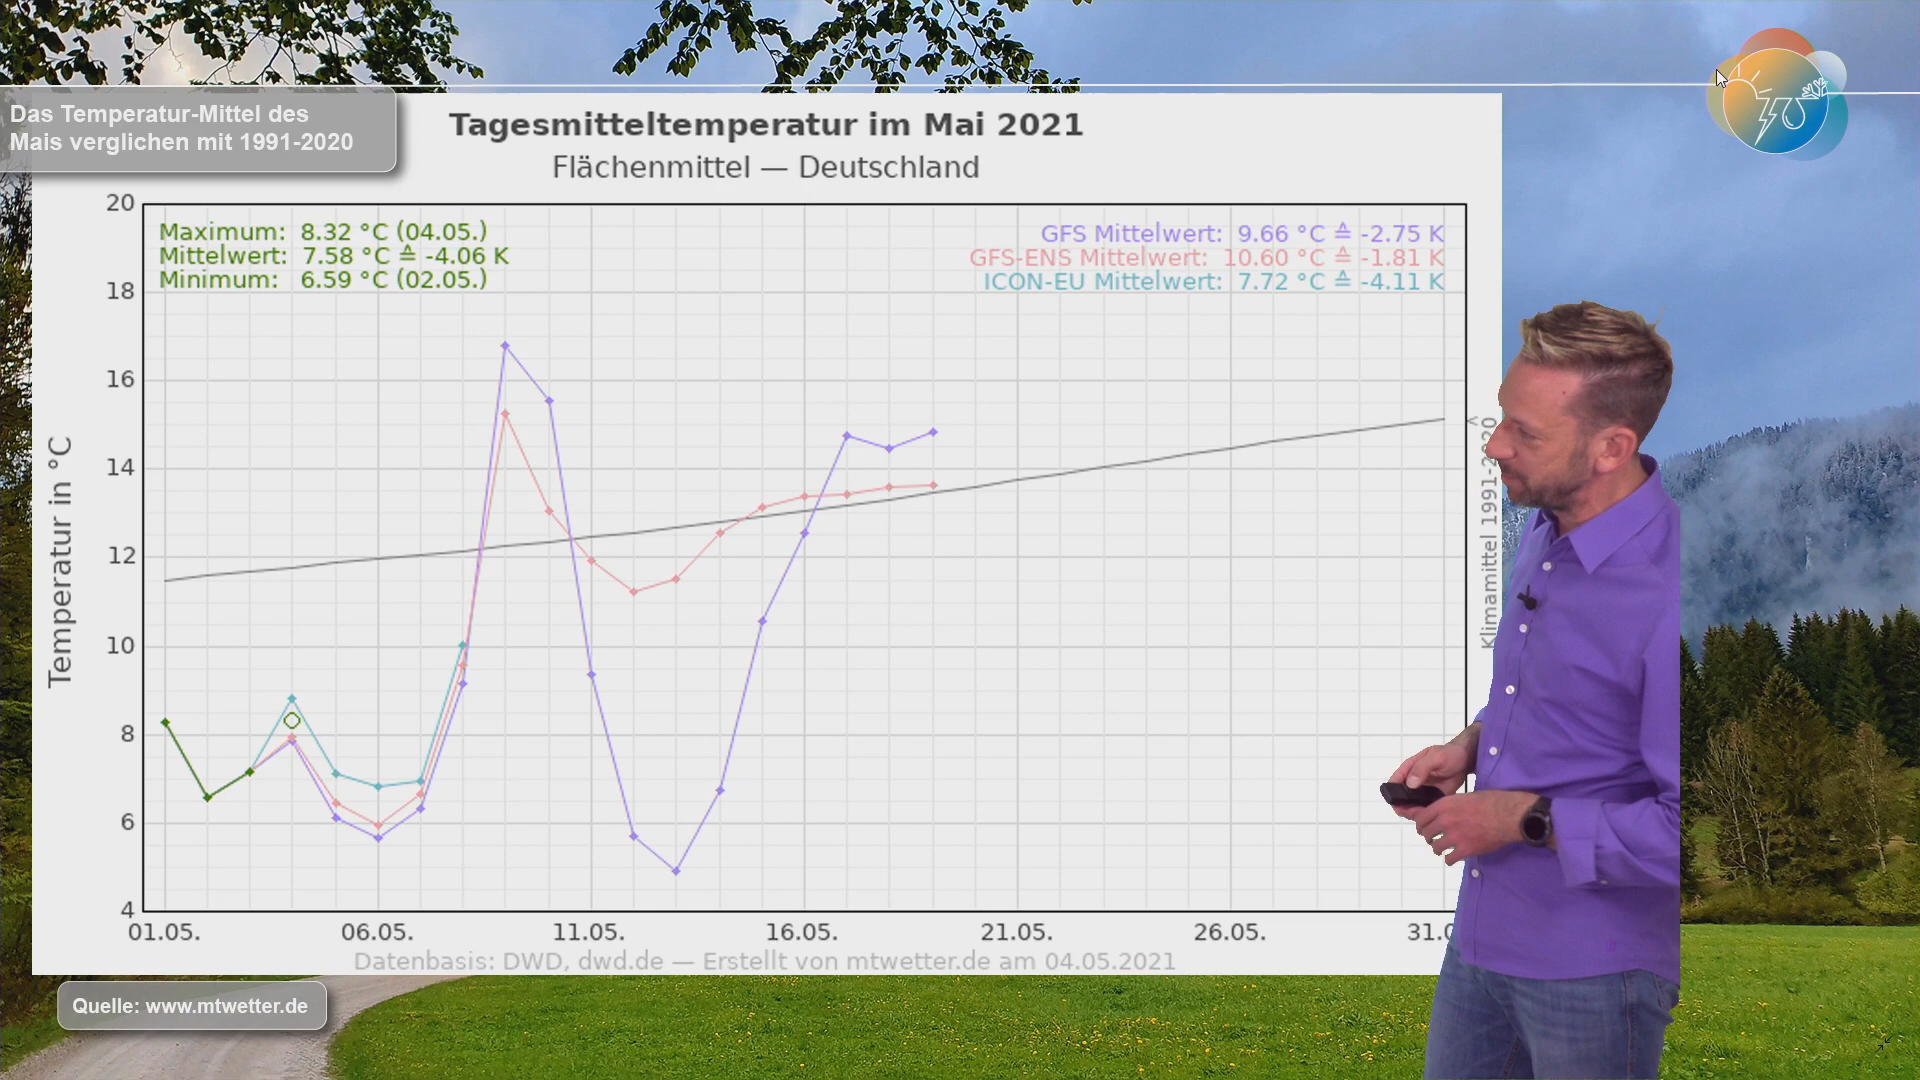 Das Temperatur-Mittel des
Mais verglichen mit 1991-2020
Tagesmitteltemperatur im Mai 2021
Flächenmittel — Deutschland
Maximum: 8.32 °C (04.05.)
Mittelwert: 7.58 °C ≙ -4.06 K
Minimum: 6.59 °C (02.05.)
GFS Mittelwert: 9.66 °C ≙ -2.75 K
GFS-ENS Mittelwert: 10.60 °C ≙ -1.81 K
ICON-EU Mittelwert: 7.72 °C ≙ -4.11 K
Temperatur in °C
20
18
16
14
12
10
8
6
4
01.05. 06.05. 11.05. 16.05. 21.05. 26.05. 31.0
Klimamittel 1991-2020
Datenbasis: DWD, dwd.de — Erstellt von mtwetter.de am 04.05.2021
Quelle: www.mtwetter.de